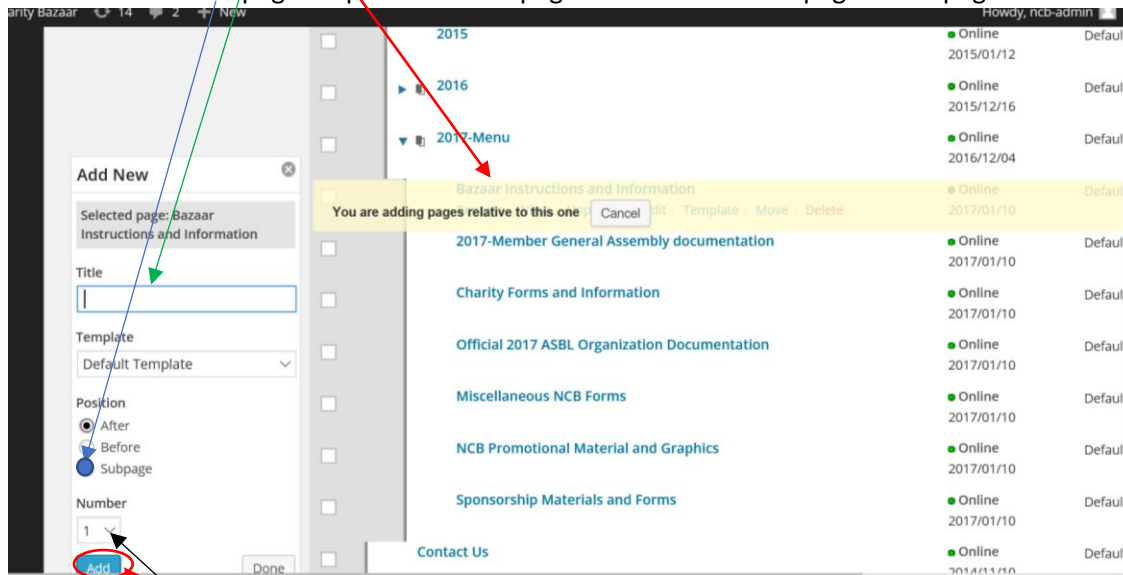 arity Bazaar 14 2 + New Howdy, ncb-admin
2015 Online Defaul
2015/01/12
2016 Online Defaul
2015/12/16
2017-Menu Online Defaul
2016/12/04
Add New
Selected page: Bazaar
Instructions and Information
Title
Template
Default Template
Position
After
Before
Subpage
Number
1
Add Done
Bazaar Instructions and Information Online Defaul
You are adding pages relative to this one Cancel Template Move Delete 2017/01/10
2017-Member General Assembly documentation Online Defaul
2017/01/10
Charity Forms and Information Online Defaul
2017/01/10
Official 2017 ASBL Organization Documentation Online Defaul
2017/01/10
Miscellaneous NCB Forms Online Defaul
2017/01/10
NCB Promotional Material and Graphics Online Defaul
2017/01/10
Sponsorship Materials and Forms Online Defaul
2017/01/10
Contact Us Online Defaul
2014/11/10